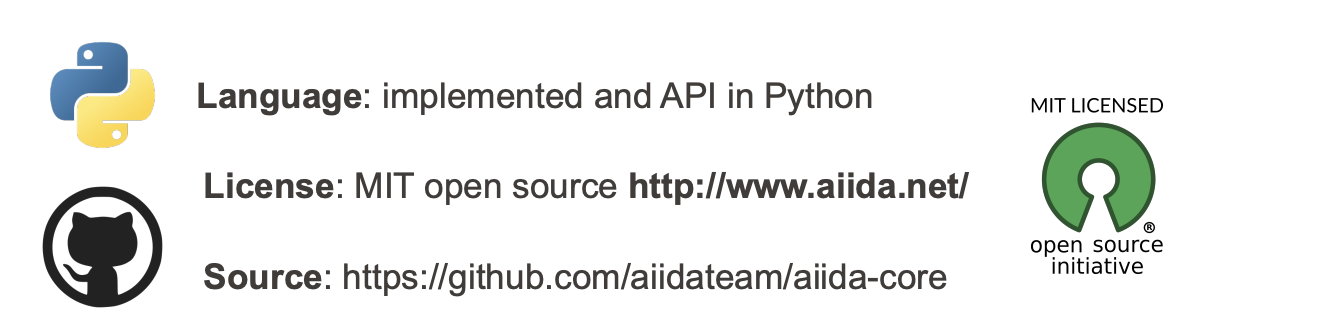 Language: implemented and API in Python
MIT LICENSED
License: MIT open source http://www.aiida.net/
®
open source
initiative
Source: https://github.com/aiidateam/aiida-core